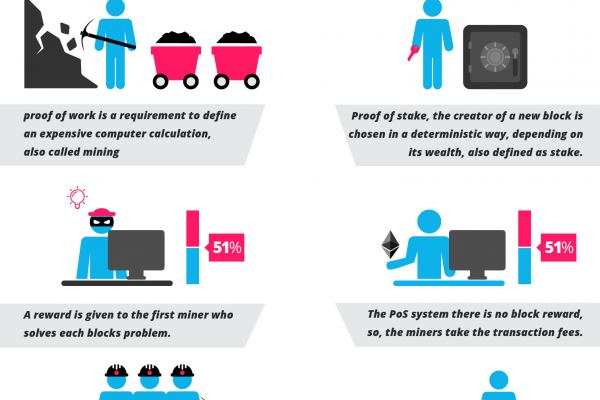 proof of work is a requirement to define
an expensive computer calculation,
also called mining
Proof of stake, the creator of a new block is
chosen in a deterministic way, depending on
its wealth, also defined as stake.
51%
51%
A reward is given to the first miner who
solves each blocks problem.
The PoS system there is no block reward,
so, the miners take the transaction fees.